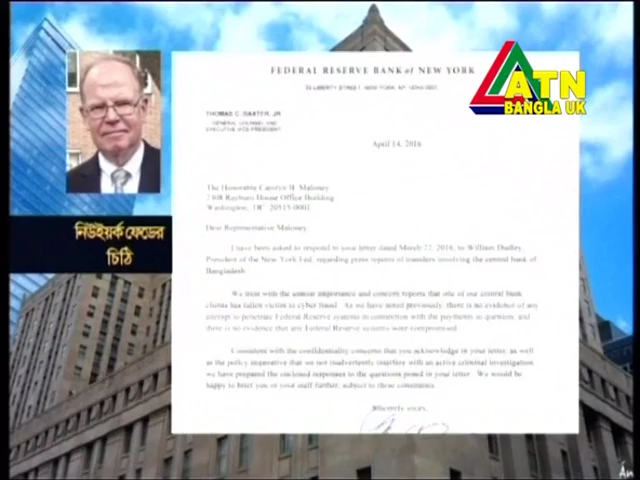 FEDERAL RESERVE BANK of NEW YORK
33 LIBERTY STREET, NEW YORK, NY 10045-0001
ATN
BANGLA UK
THOMAS C. BAXTER, JR.
GENERAL COUNSEL AND
EXECUTIVE VICE PRESIDENT
April 14, 2016
The Honorable Carolyn B. Maloney
2308 Rayburn House Office Building
Washington, DC 20515-0001
Dear Representative Maloney
নিউইয়র্ক ফেডের
চিঠি
I have been asked to respond to your letter dated March 22, 2016, to William Dudley,
President of the New York Fed, regarding press reports of transfers involving the central bank of
Bangladesh.
We treat with the utmost importance and concern reports that one of our central bank
clients has fallen victim to cyber fraud. As we have noted previously, there is no evidence of any
attempt to penetrate Federal Reserve systems in connection with the payments in question, and
there is no evidence that any Federal Reserve systems were compromised.
Consistent with the confidentiality concerns that you acknowledge in your letter, as well
as the policy imperative that we not inadvertently interfere with an active criminal investigation
we have prepared the enclosed responses to the questions posed in your letter. We would be
happy to brief you or your staff further, subject to these constraints.
Sincerely yours,